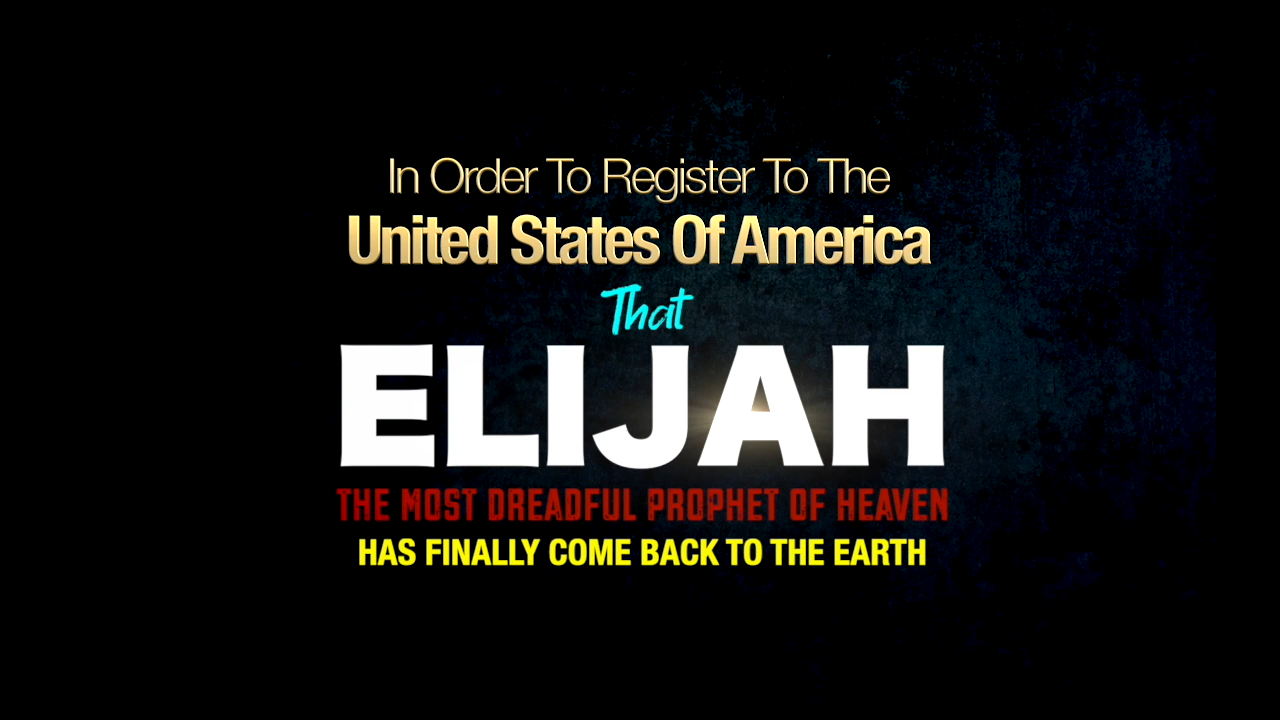 In Order To Register To The
United States Of America
That
ELIJAH
THE MOST DREADFUL PROPHET OF HEAVEN
HAS FINALLY COME BACK TO THE EARTH